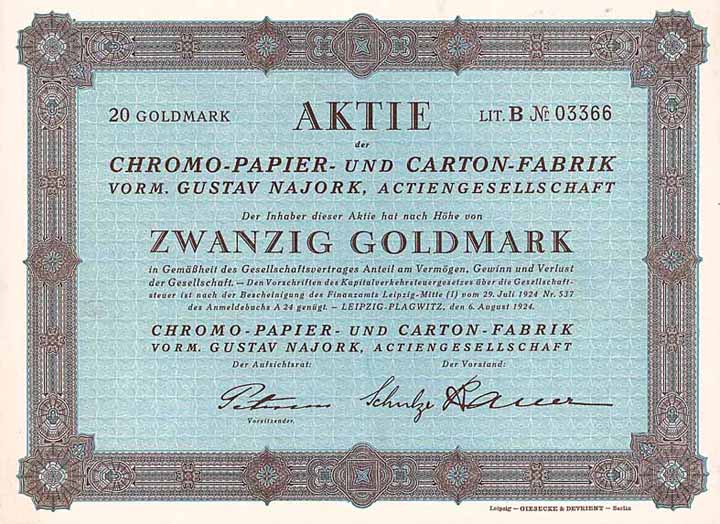 20 GOLDMARK AKTIE LIT. B № 03366
der
CHROMO-PAPIER- UND CARTON-FABRIK
VORM. GUSTAV NAJORK, ACTIENGESELLSCHAFT
Der Inhaber dieser Aktie hat nach Höhe von
ZWANZIG GOLDMARK
in Gemäßheit des Gesellschaftsvertrages Anteil am Vermögen, Gewinn und Verlust
der Gesellschaft. — Den Vorschriften des Kapitalverkehrsteuergesetzes über die Gesellschaft-
steuer ist nach der Bescheinigung des Finanzamts Leipzig-Mitte (I) vom 29. Juli 1924 Nr. 537
des Anmeldebuchs A 24 genügt. — LEIPZIG-PLAGWITZ, den 6. August 1924.
CHROMO-PAPIER- UND CARTON-FABRIK
VORM. GUSTAV NAJORK, ACTIENGESELLSCHAFT
Der Aufsichtsrat: Der Vorstand:
Schulze
Vorsitzender.
Leipzig — GIESECKE & DEVRIENT — Berlin